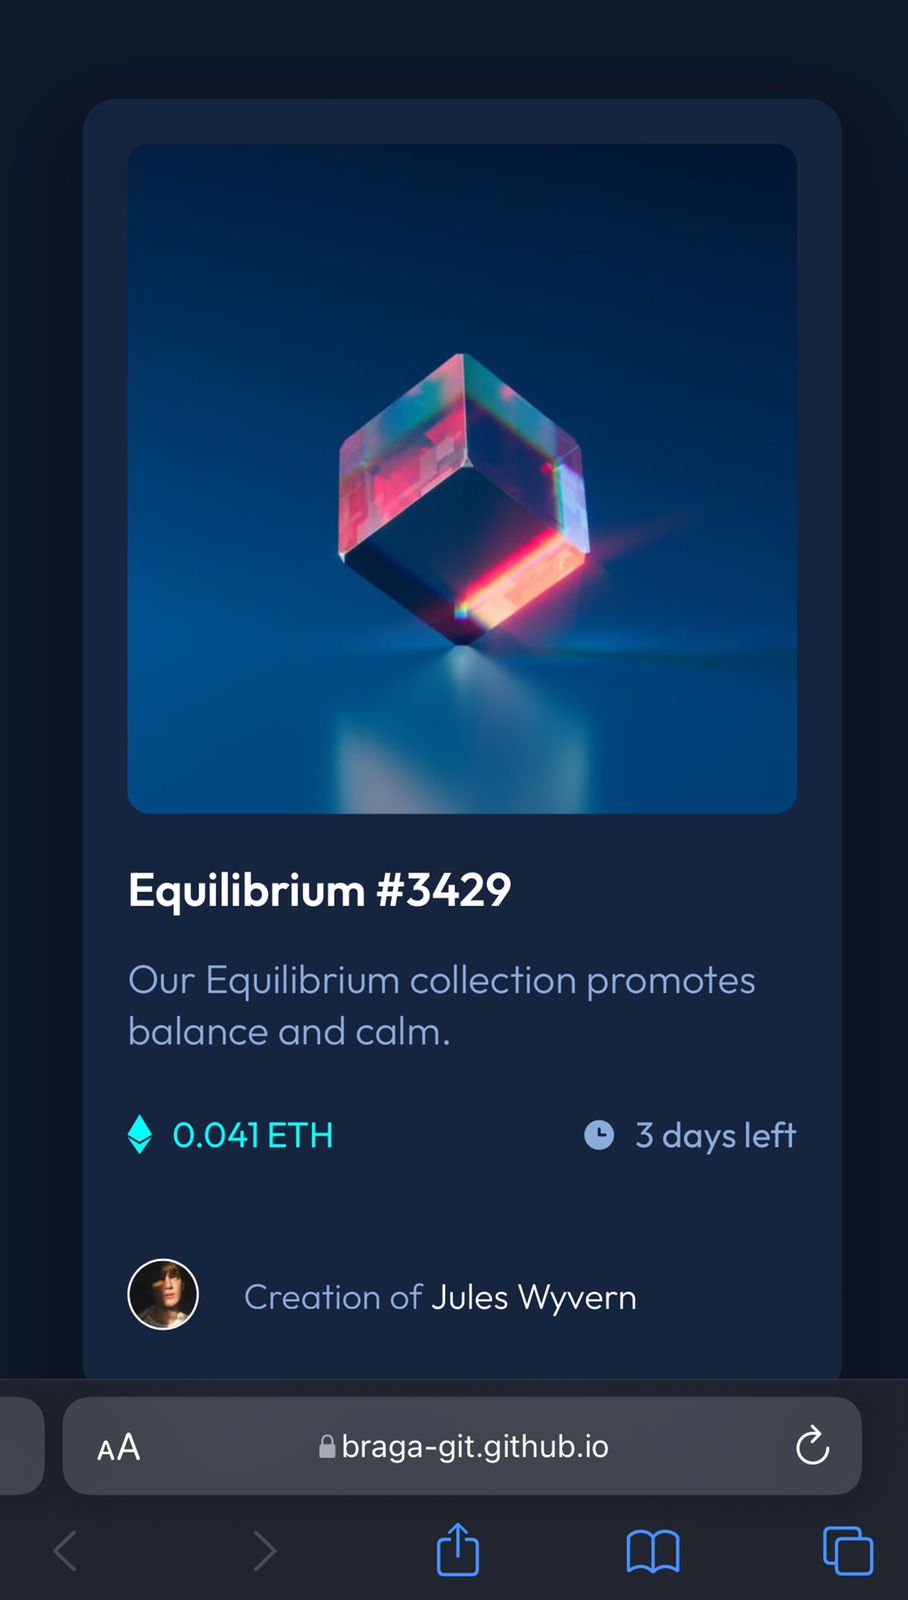 Equilibrium #3429
Our Equilibrium collection promotes
balance and calm.
0.041 ETH
3 days left
Creation of Jules Wyvern
AA
braga-git.github.io